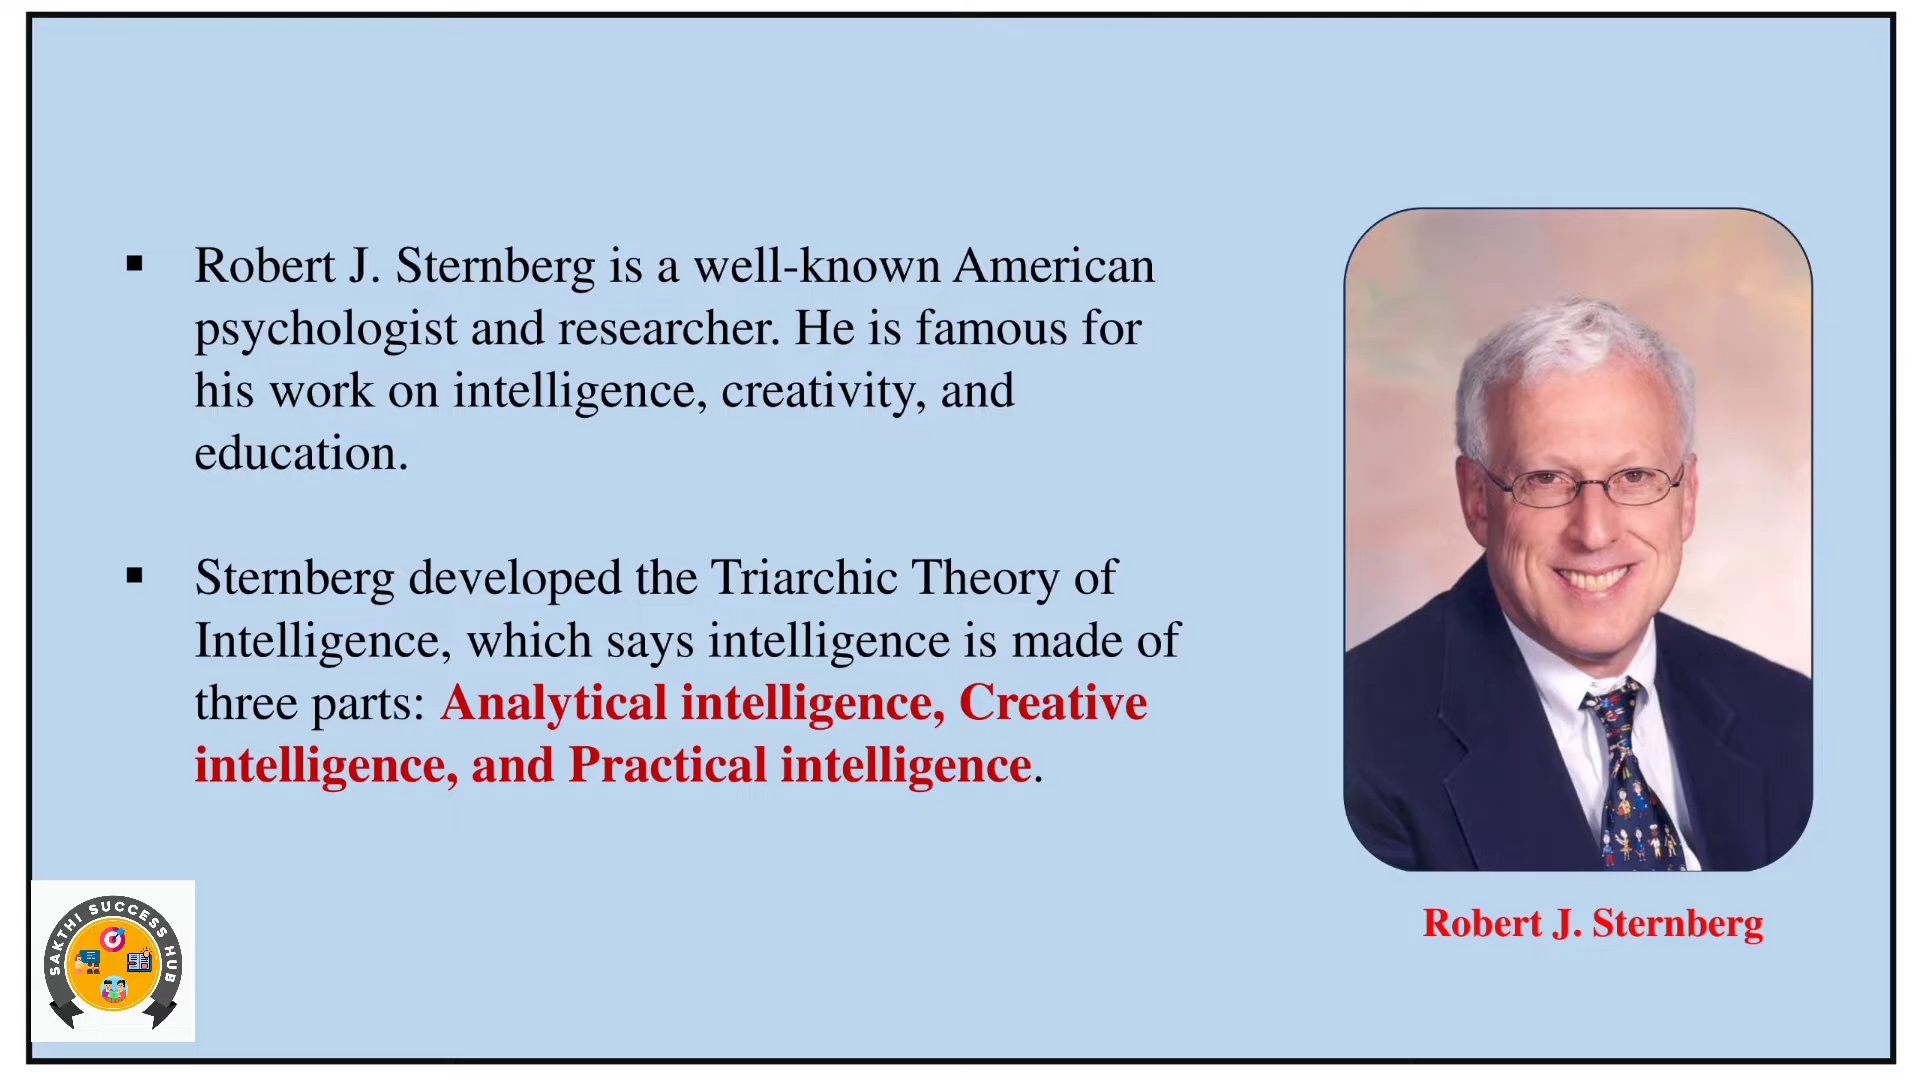 ▪ Robert J. Sternberg is a well-known American
psychologist and researcher. He is famous for
his work on intelligence, creativity, and
education.
▪ Sternberg developed the Triarchic Theory of
Intelligence, which says intelligence is made of
three parts: Analytical intelligence, Creative
intelligence, and Practical intelligence.
Robert J. Sternberg
SAKTHI SUCCESS HUB